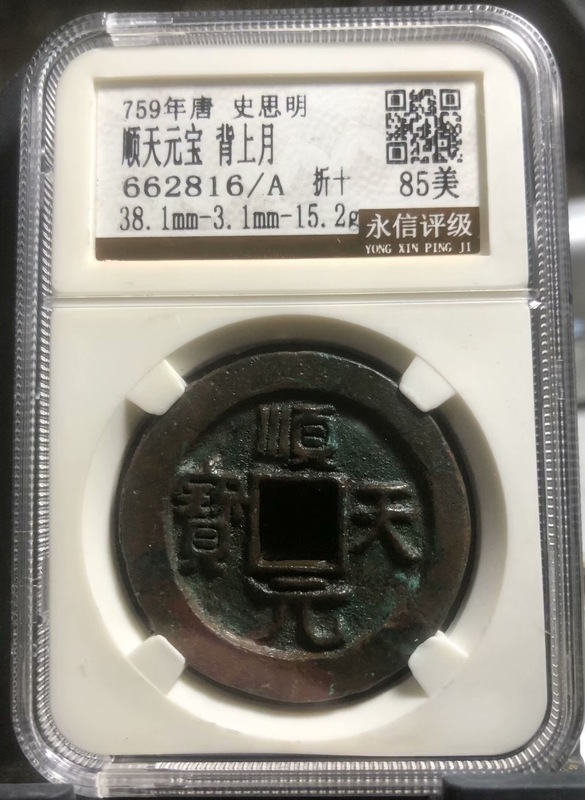 759年唐 史思明
顺天元宝 背上月
662816/A 折十 85美
38.1mm-3.1mm-15.2g
永信评级
YONG XIN PING JI
順天元寶